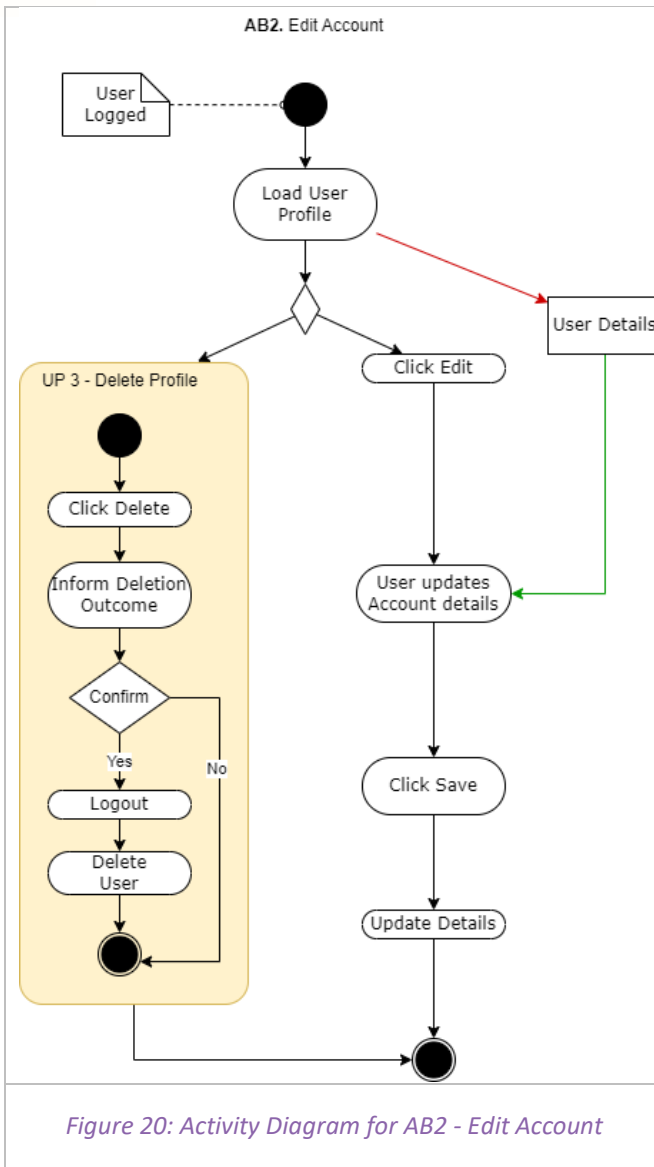 AB2. Edit Account
User
Logged
Load User
Profile
User Details
UP 3 - Delete Profile
Click Edit
Click Delete
Inform Deletion
Outcome
User updates
Account details
Confirm
Yes
No
Click Save
Logout
Delete
User
Update Details
Figure 20: Activity Diagram for AB2 - Edit Account